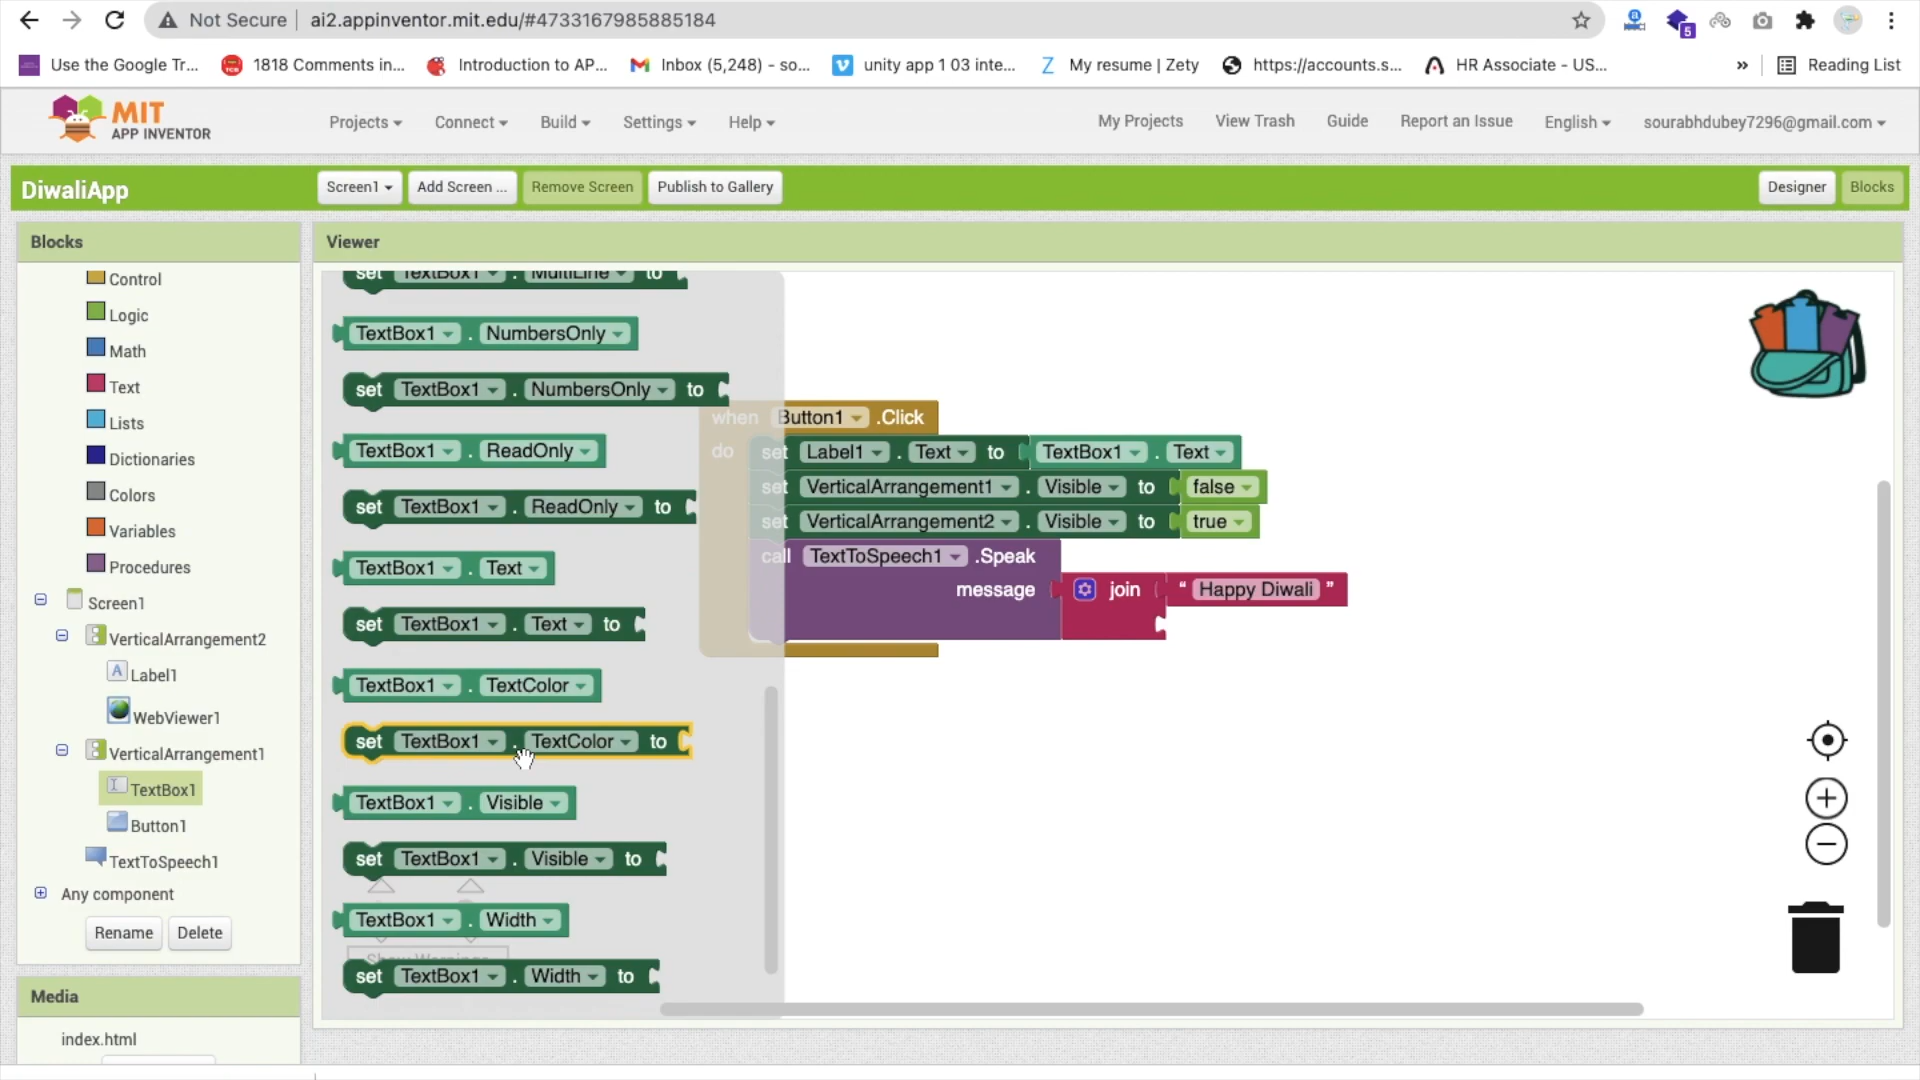 Not Secure | ai2.appinventor.mit.edu/#4733167985885184
5
Use the Google Tr... 1818 Comments in... Introduction to AP... Inbox (5,248) – so... unity app 1 03 inte... My resume | Zety https://accounts.s... HR Associate - US... » Reading List
MIT
APP INVENTOR
Projects Connect Build Settings Help My Projects View Trash Guide Report an Issue English sourabhdubey7296@gmail.com
DiwaliApp Screen1 Add Screen ... Remove Screen Publish to Gallery Designer Blocks
Blocks
Control
Logic
Math
Text
Lists
Dictionaries
Colors
Variables
Procedures
Screen1
VerticalArrangement2
A Label1
WebViewer1
VerticalArrangement1
TextBox1
Button1
TextToSpeech1
Any component
Rename Delete
Media
index.html
Viewer
set TextBox1 . MultiLine to
TextBox1 . NumbersOnly
set TextBox1 . NumbersOnly to
TextBox1 . ReadOnly
set TextBox1 . ReadOnly to
TextBox1 . Text
set TextBox1 . Text to
TextBox1 . TextColor
set TextBox1 . TextColor to
TextBox1 . Visible
set TextBox1 . Visible to
TextBox1 . Width
Show Warnings
set TextBox1 . Width to
when Button1 .Click
do set Label1 . Text to TextBox1 . Text
set VerticalArrangement1 . Visible to false
set VerticalArrangement2 . Visible to true
call TextToSpeech1 .Speak
message join “ Happy Diwali ”